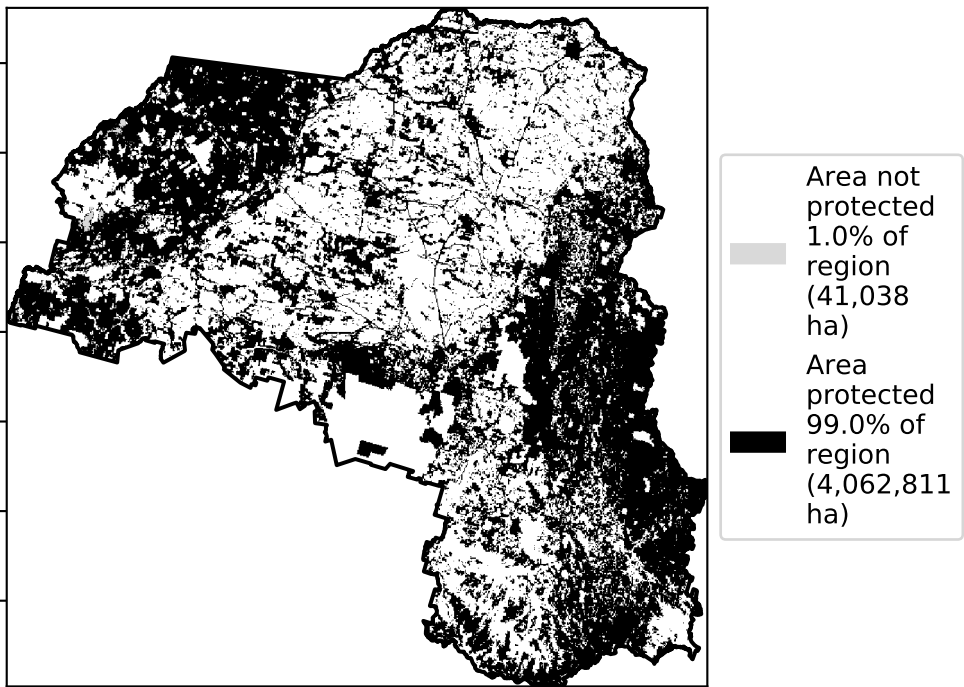 Area not
protected
1.0% of
region
(41,038
ha)
Area
protected
99.0% of
region
(4,062,811
ha)